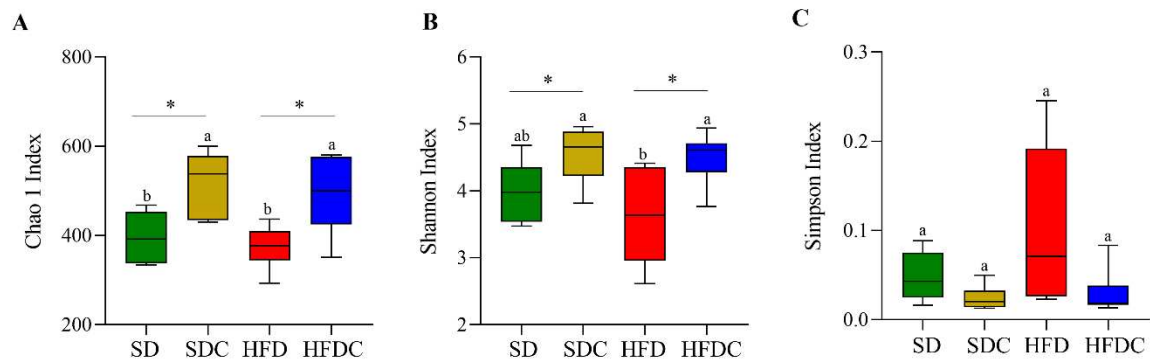 A
Chao 1 Index
800
600
400
200
*
*
b
a
b
a
SD
SDC
HFD
HFDC
B
Shannon Index
6
5
4
3
2
*
*
ab
a
b
a
SD
SDC
HFD
HFDC
C
Simpson Index
0.3
0.2
0.1
0.0
a
a
a
a
SD
SDC
HFD
HFDC